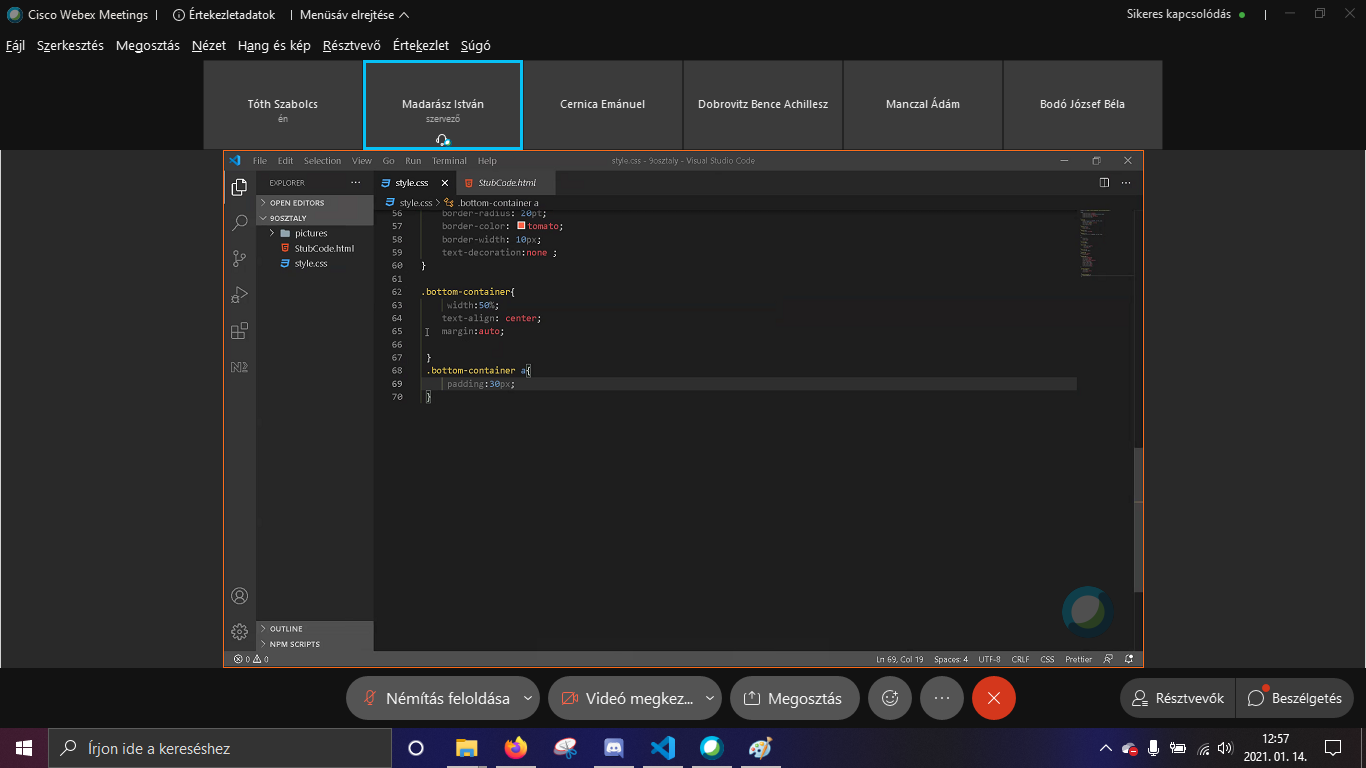 Cisco Webex Meetings | Értekezletadatok | Menüsáv elrejtése Sikeres kapcsolódás
Fájl Szerkesztés Megosztás Nézet Hang és kép Résztvevő Értekezlet Súgó
Tóth Szabolcs
én
Madarász István
szervező
Cernica Emánuel
Dobrovitz Bence Achillesz
Manczal Ádám
Bodó József Béla
File Edit Selection View Go Run Terminal Help style.css - 9osztaly - Visual Studio Code
EXPLORER
OPEN EDITORS
9OSZTALY
pictures
StubCode.html
style.css
OUTLINE
NPM SCRIPTS
style.css StubCode.html
style.css > .bottom-container a
56 border-radius: 20pt;
57 border-color: tomato;
58 border-width: 10px;
59 text-decoration:none ;
60 }
61
62 .bottom-container{
63 width:50%;
64 text-align: center;
65 margin:auto;
66
67 }
68 .bottom-container a{
69 padding:30px;
70 }
0 0 Ln 69, Col 19 Spaces: 4 UTF-8 CRLF CSS Prettier
Némítás feloldása Videó megkez... Megosztás Résztvevők Beszélgetés
Írjon ide a kereséshez
12:57
2021. 01. 14.